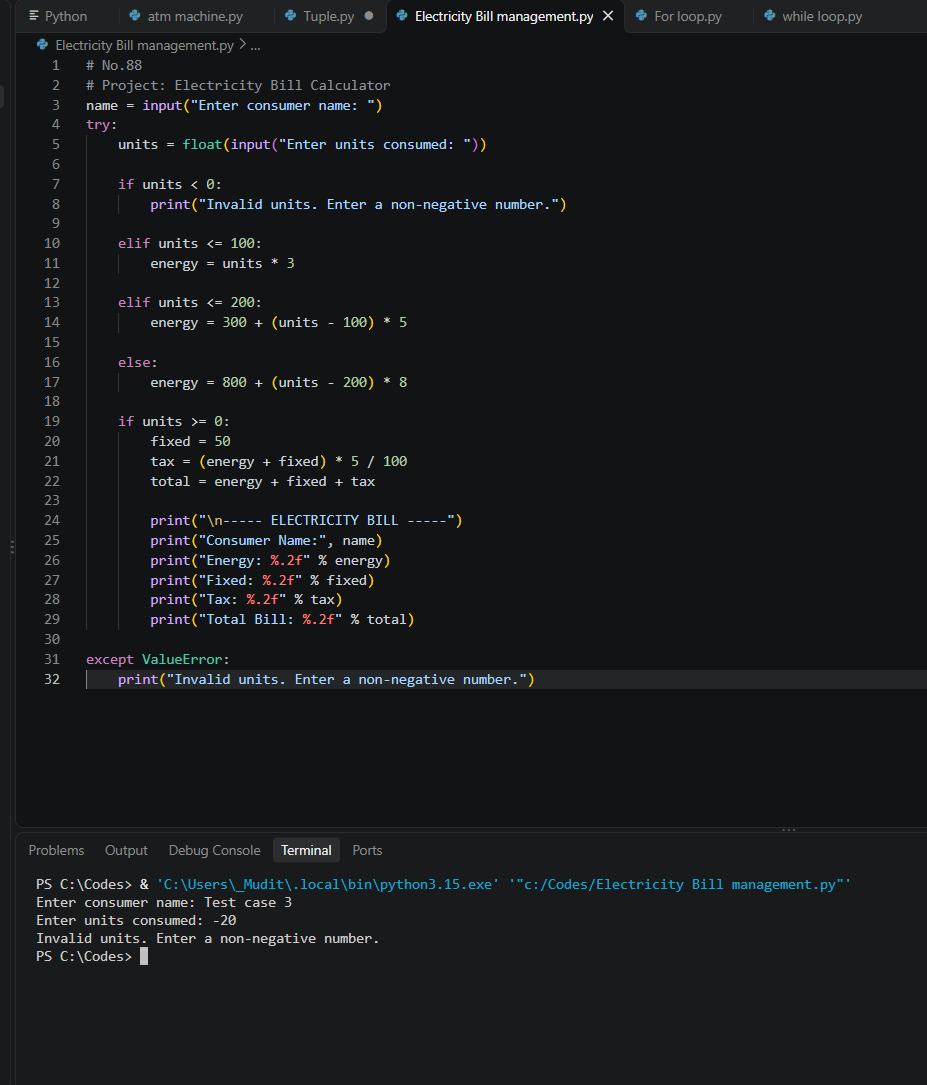 Python atm machine.py Tuple.py Electricity Bill management.py For loop.py while loop.py
Electricity Bill management.py > ...
1 # No.88
2 # Project: Electricity Bill Calculator
3 name = input("Enter consumer name: ")
4 try:
5     units = float(input("Enter units consumed: "))
6
7     if units < 0:
8         print("Invalid units. Enter a non-negative number.")
9
10     elif units <= 100:
11         energy = units * 3
12
13     elif units <= 200:
14         energy = 300 + (units - 100) * 5
15
16     else:
17         energy = 800 + (units - 200) * 8
18
19     if units >= 0:
20         fixed = 50
21         tax = (energy + fixed) * 5 / 100
22         total = energy + fixed + tax
23
24         print("\n----- ELECTRICITY BILL -----")
25         print("Consumer Name:", name)
26         print("Energy: %.2f" % energy)
27         print("Fixed: %.2f" % fixed)
28         print("Tax: %.2f" % tax)
29         print("Total Bill: %.2f" % total)
30
31 except ValueError:
32     print("Invalid units. Enter a non-negative number.")
Problems Output Debug Console Terminal Ports
PS C:\Codes> & 'C:\Users\_Mudit\.local\bin\python3.15.exe' '"c:/Codes/Electricity Bill management.py"'
Enter consumer name: Test case 3
Enter units consumed: -20
Invalid units. Enter a non-negative number.
PS C:\Codes>